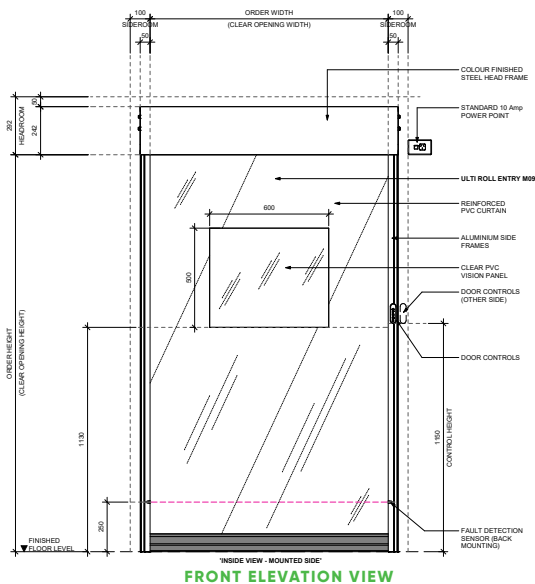 100
ORDER WIDTH
100
SIDEROOM
(CLEAR OPENING WIDTH)
SIDEROOM
50
50
COLOUR FINISHED
STEEL HEAD FRAME
292
HEADROOM
50
242
STANDARD 10 Amp
POWER POINT
ULTI ROLL ENTRY M09
600
REINFORCED
PVC CURTAIN
ALUMINIUM SIDE
FRAMES
500
CLEAR PVC
VISION PANEL
DOOR CONTROLS
(OTHER SIDE)
DOOR CONTROLS
ORDER HEIGHT
(CLEAR OPENING HEIGHT)
1130
1150
CONTROL HEIGHT
250
FAULT DETECTION
SENSOR (BACK
MOUNTING)
FINISHED
FLOOR LEVEL
'INSIDE VIEW - MOUNTED SIDE'
FRONT ELEVATION VIEW